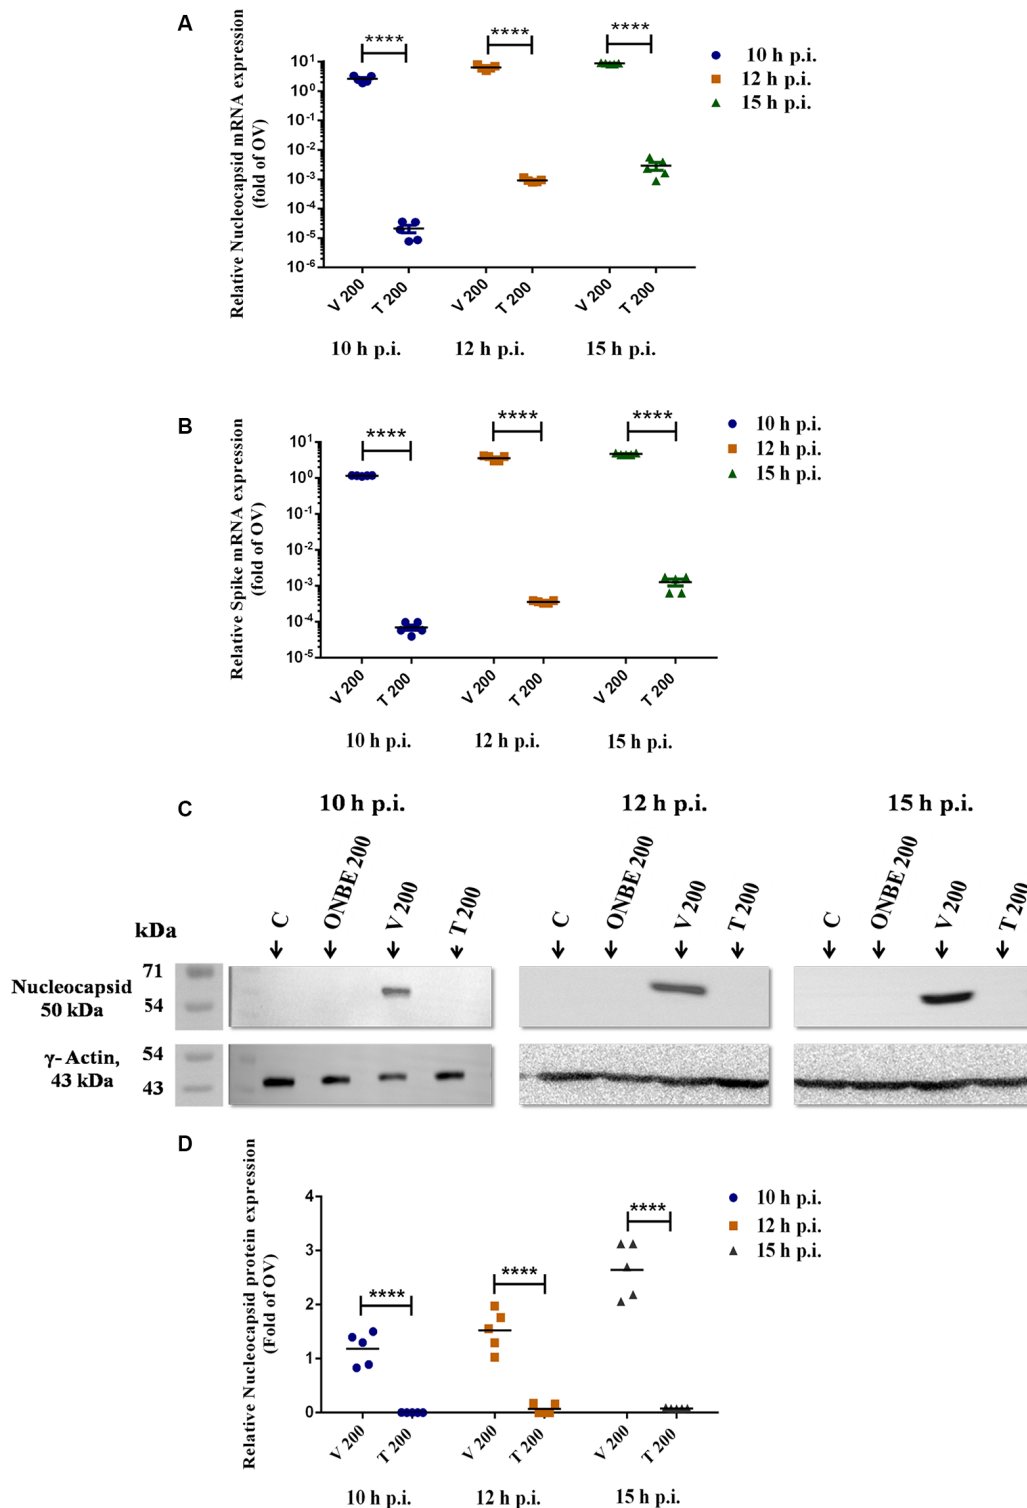 A
Relative Nucleocapsid mRNA expression
(fold of OV)
10¹
10⁰
10⁻¹
10⁻²
10⁻³
10⁻⁴
10⁻⁵
10⁻⁶
****
****
****
10 h p.i.
12 h p.i.
15 h p.i.
V 200
T 200
V 200
T 200
V 200
T 200
10 h p.i.
12 h p.i.
15 h p.i.
B
Relative Spike mRNA expression
(fold of OV)
10¹
10⁰
10⁻¹
10⁻²
10⁻³
10⁻⁴
10⁻⁵
****
****
****
10 h p.i.
12 h p.i.
15 h p.i.
V 200
T 200
V 200
T 200
V 200
T 200
10 h p.i.
12 h p.i.
15 h p.i.
C
10 h p.i.
12 h p.i.
15 h p.i.
C
ONBE 200
V 200
T 200
C
ONBE 200
V 200
T 200
C
ONBE 200
V 200
T 200
kDa
Nucleocapsid
50 kDa
71
54
γ- Actin,
43 kDa
54
43
D
Relative Nucleocapsid protein expression
(Fold of OV)
4
3
2
1
0
****
****
****
10 h p.i.
12 h p.i.
15 h p.i.
V 200
T 200
V 200
T 200
V 200
T 200
10 h p.i.
12 h p.i.
15 h p.i.